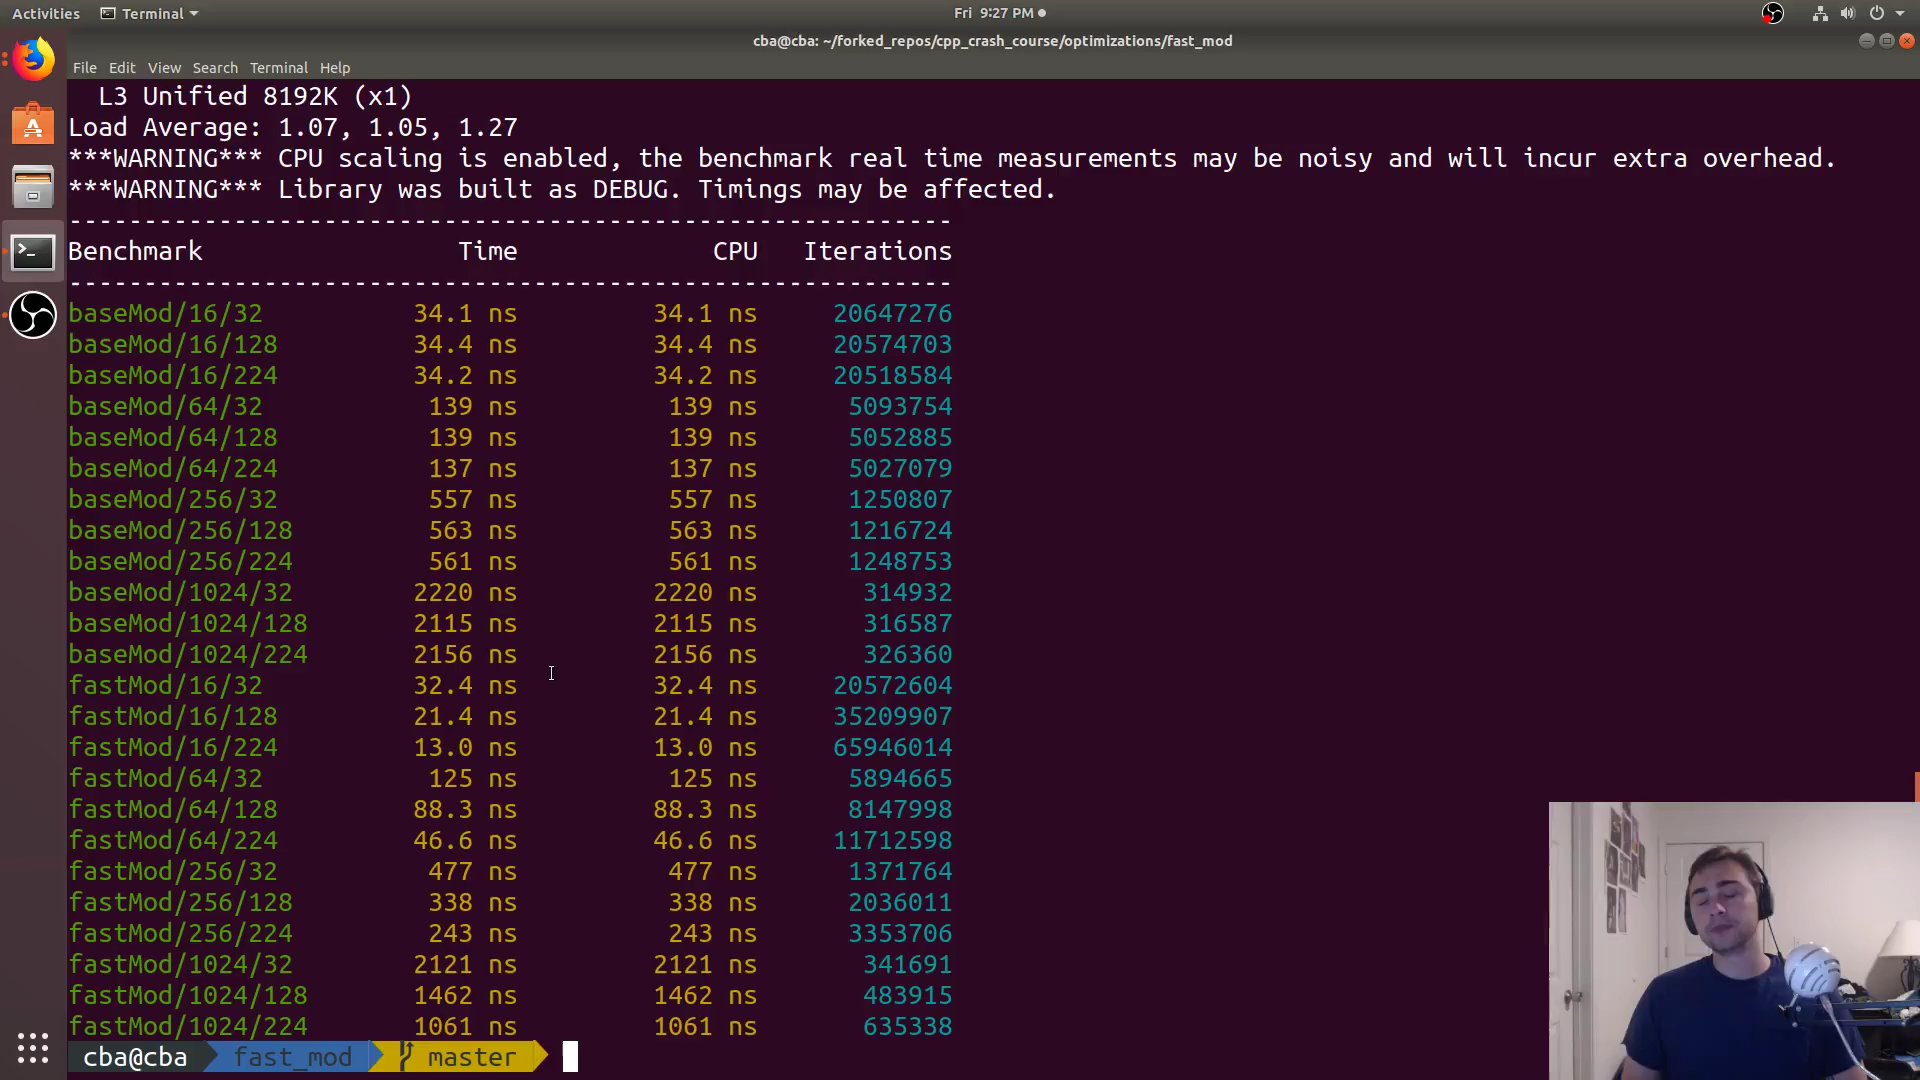 Activities Terminal Fri 9:27 PM
cba@cba: ~/forked_repos/cpp_crash_course/optimizations/fast_mod
File Edit View Search Terminal Help
L3 Unified 8192K (x1)
Load Average: 1.07, 1.05, 1.27
***WARNING*** CPU scaling is enabled, the benchmark real time measurements may be noisy and will incur extra overhead.
***WARNING*** Library was built as DEBUG. Timings may be affected.
-----------------------------------------------------------
Benchmark Time CPU Iterations
-----------------------------------------------------------
baseMod/16/32 34.1 ns 34.1 ns 20647276
baseMod/16/128 34.4 ns 34.4 ns 20574703
baseMod/16/224 34.2 ns 34.2 ns 20518584
baseMod/64/32 139 ns 139 ns 5093754
baseMod/64/128 139 ns 139 ns 5052885
baseMod/64/224 137 ns 137 ns 5027079
baseMod/256/32 557 ns 557 ns 1250807
baseMod/256/128 563 ns 563 ns 1216724
baseMod/256/224 561 ns 561 ns 1248753
baseMod/1024/32 2220 ns 2220 ns 314932
baseMod/1024/128 2115 ns 2115 ns 316587
baseMod/1024/224 2156 ns 2156 ns 326360
fastMod/16/32 32.4 ns 32.4 ns 20572604
fastMod/16/128 21.4 ns 21.4 ns 35209907
fastMod/16/224 13.0 ns 13.0 ns 65946014
fastMod/64/32 125 ns 125 ns 5894665
fastMod/64/128 88.3 ns 88.3 ns 8147998
fastMod/64/224 46.6 ns 46.6 ns 11712598
fastMod/256/32 477 ns 477 ns 1371764
fastMod/256/128 338 ns 338 ns 2036011
fastMod/256/224 243 ns 243 ns 3353706
fastMod/1024/32 2121 ns 2121 ns 341691
fastMod/1024/128 1462 ns 1462 ns 483915
fastMod/1024/224 1061 ns 1061 ns 635338
cba@cba fast_mod master